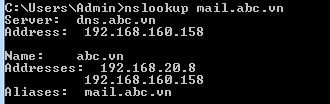 C:\Users\Admin>nslookup mail.abc.vn
Server:  dns.abc.vn
Address:  192.168.160.158

Name:    abc.vn
Addresses:  192.168.20.8
          192.168.160.158
Aliases:  mail.abc.vn